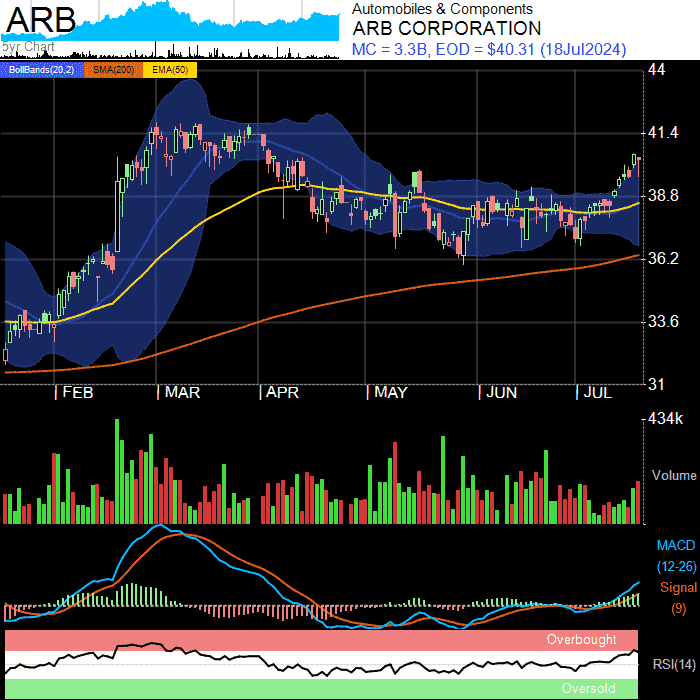 ARB
5yr Chart
Automobiles & Components
ARB CORPORATION
MC = 3.3B, EOD = $40.31 (18Jul2024)
BollBands(20,2) SMA(200) EMA(50)
44
41.4
38.8
36.2
33.6
31
FEB MAR APR MAY JUN JUL
434k
Volume
MACD
(12-26)
Signal
(9)
Overbought
RSI(14)
Oversold